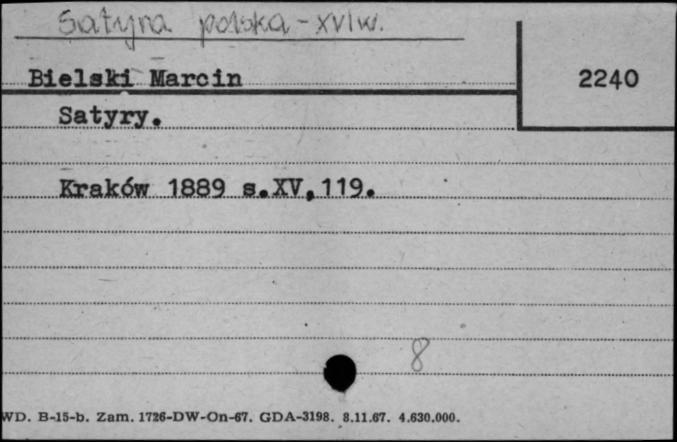 Satyra polska - XVI w.
Bielski Marcin
2240
Satyry.
Kraków 1889 s.XV,119.
8
WD. B-15-b. Zam. 1726-DW-On-67. GDA-3198. 8.11.67. 4.630.000.